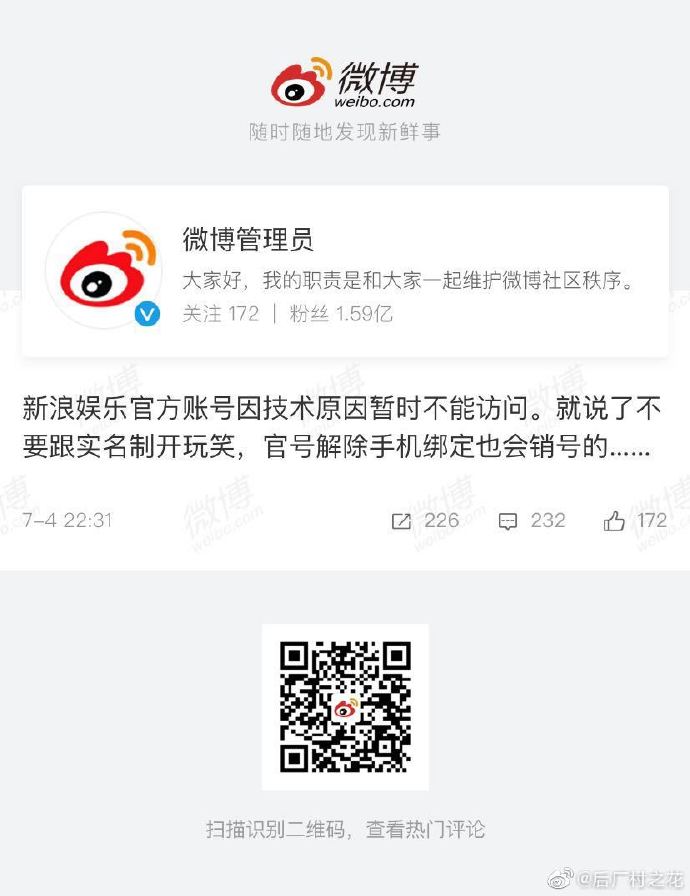 微博
weibo.com
随时随地发现新鲜事
微博管理员
大家好，我的职责是和大家一起维护微博社区秩序。
关注 172 | 粉丝 1.59亿
新浪娱乐官方账号因技术原因暂时不能访问。就说了不
要跟实名制开玩笑，官号解除手机绑定也会销号的……
7-4 22:31 226 232 172
扫描识别二维码，查看热门评论
@后厂村之花